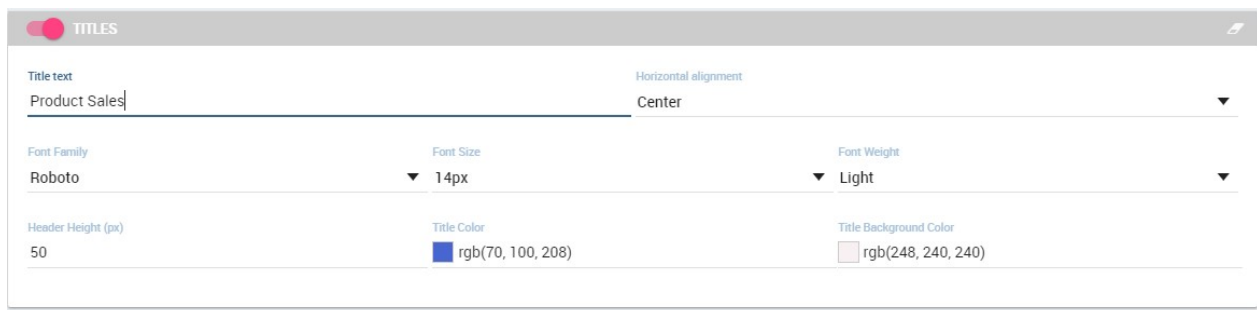 TITLES
Title text Horizontal alignment
Product Sales Center
Font Family Font Size Font Weight
Roboto 14px Light
Header Height (px) Title Color Title Background Color
50 rgb(70, 100, 208) rgb(248, 240, 240)